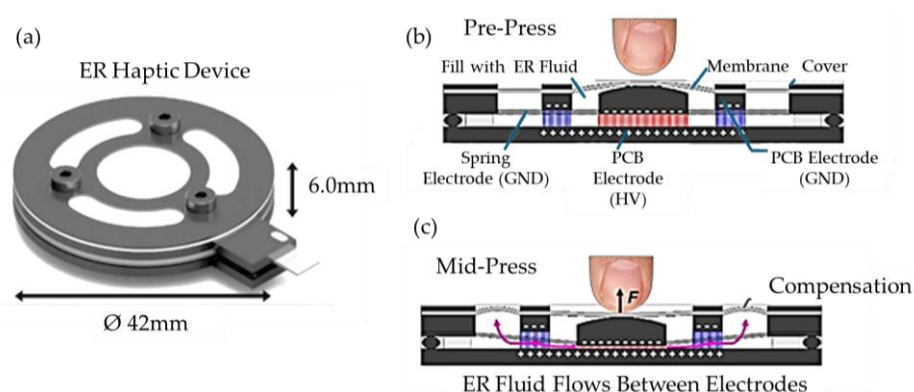 (a)
ER Haptic Device
6.0mm
Ø 42mm
(b)
Pre-Press
Fill with ER Fluid
Membrane
Cover
Spring
Electrode (GND)
PCB
Electrode
(HV)
PCB Electrode
(GND)
(c)
Mid-Press
F
Compensation
ER Fluid Flows Between Electrodes